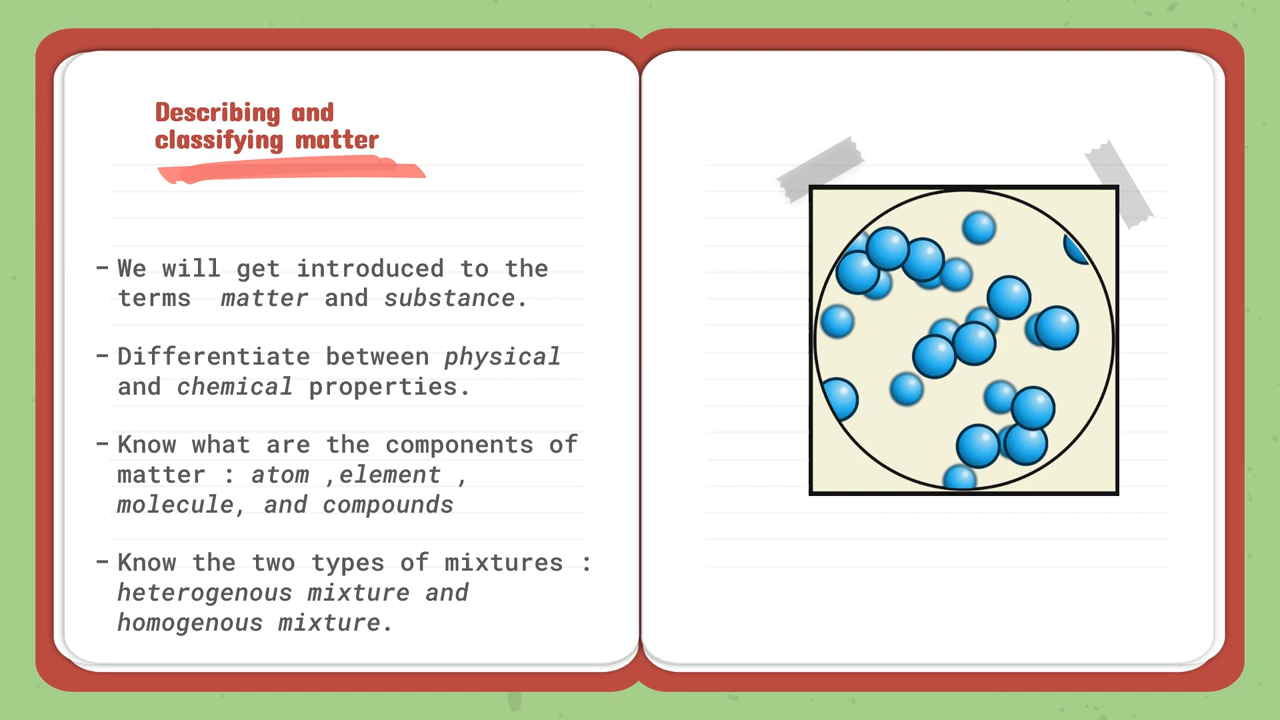 Describing and
classifying matter
- We will get introduced to the
terms matter and substance.
- Differentiate between physical
and chemical properties.
- Know what are the components of
matter : atom ,element ,
molecule, and compounds
- Know the two types of mixtures :
heterogenous mixture and
homogenous mixture.